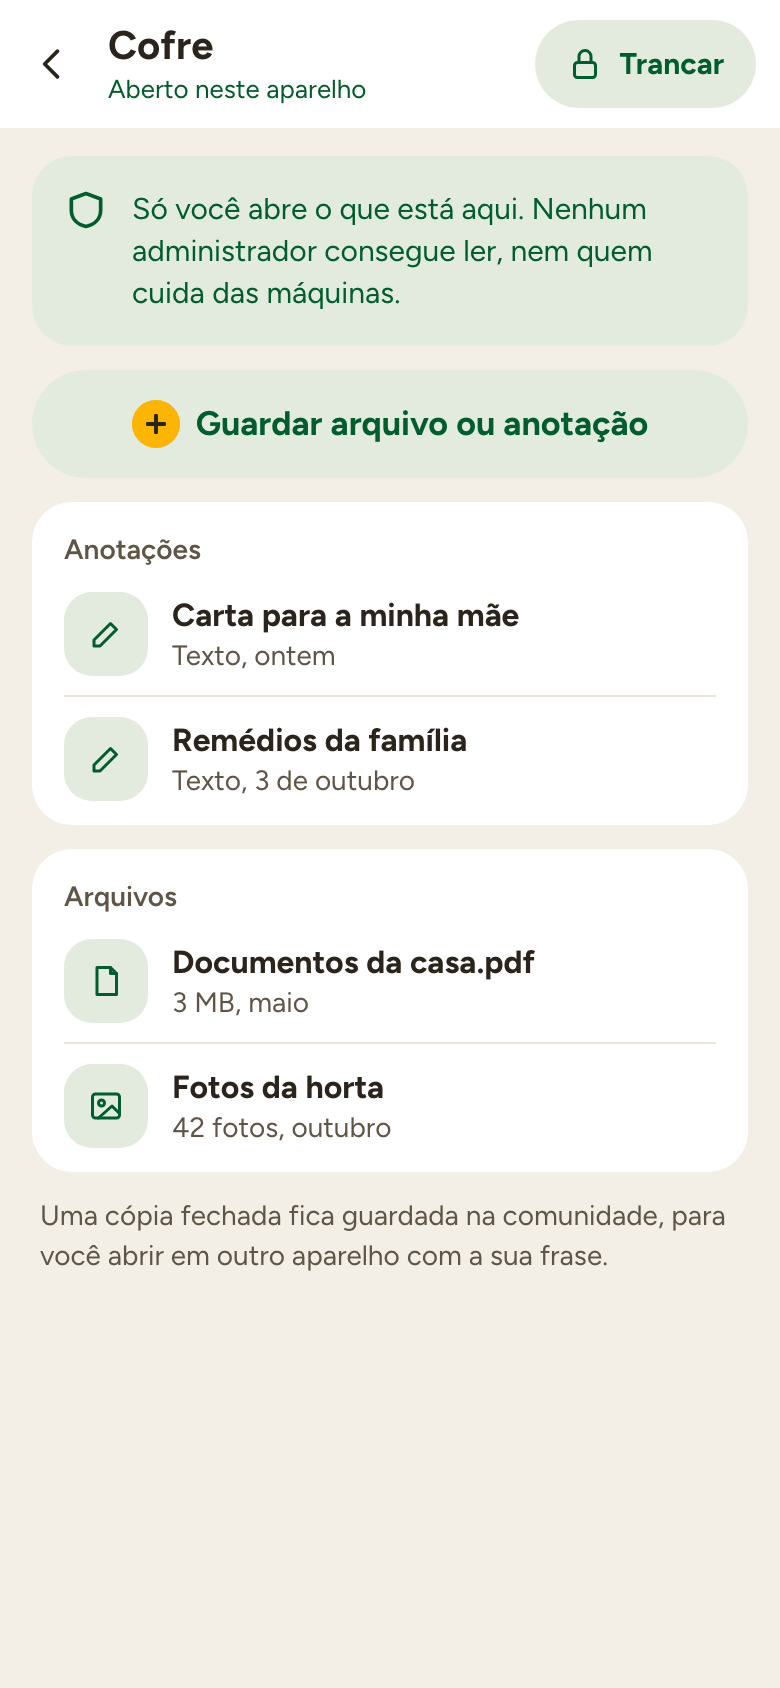 Cofre
Aberto neste aparelho
Trancar
Só você abre o que está aqui. Nenhum
administrador consegue ler, nem quem
cuida das máquinas.
Guardar arquivo ou anotação
Anotações
Carta para a minha mãe
Texto, ontem
Remédios da família
Texto, 3 de outubro
Arquivos
Documentos da casa.pdf
3 MB, maio
Fotos da horta
42 fotos, outubro
Uma cópia fechada fica guardada na comunidade, para
você abrir em outro aparelho com a sua frase.